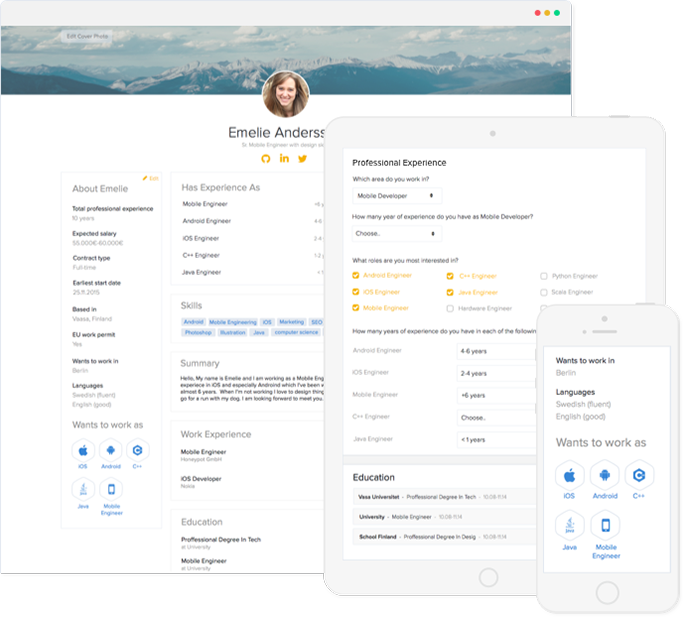 Edit Cover Photo
Emelie Anderss
Sr. Mobile Engineer with design ski
Edit
About Emelie
Total professional experience
10 years
Expected salary
55.000€-60.000€
Contract type
Full-time
Earliest start date
25.11.2015
Based in
Vaasa, Finland
EU work permit
Yes
Wants to work in
Berlin
Languages
Swedish (fluent)
English (good)
Wants to work as
iOS Android C++
Java Mobile
Engineer
Has Experience As
Mobile Engineer +6 y
Android Engineer 4-6
iOS Engineer 2-4
C++ Engineer 1-2 y
Java Engineer < 1
Skills
Android Mobile Engineering iOS Marketing SEO
Photoshop Illustration Java computer science
Summary
Hello, My name is Emelie and I am working as a Mobile Eng
experience in iOS and especially Android which I've been w
almost 6 years. When I'm not working I love to design thing
go for a run with my dog. I am looking forward to meet you,
Work Experience
Mobile Engineer
Honeypot GmbH
iOS Developer
Nova
Education
Professional Degree In Tech
at University
Mobile Engineer
at University
Professional Experience
Which area do you work in?
Mobile Developer
How many year of experience do you have as Mobile Developer?
Choose..
What roles are you most interested in?
Android Engineer C++ Engineer Python Engineer
iOS Engineer Java Engineer Scala Engineer
Mobile Engineer Hardware Engineer
How many years of experience do you have in each of the following
Android Engineer 4-6 years
iOS Engineer 2-4 years
Mobile Engineer +6 years
C++ Engineer Choose..
Java Engineer < 1 years
Education
Vasa Universitet - Proffessional Degree In Tech - 10.08-11.14
University - Mobile Engineer - 10.08-11.14
School Finland - Proffessional Degree In Desig - 10.08-11.14
Wants to work in
Berlin
Languages
Swedish (fluent)
English (good)
Wants to work as
iOS Android C++
Java Mobile
Engineer